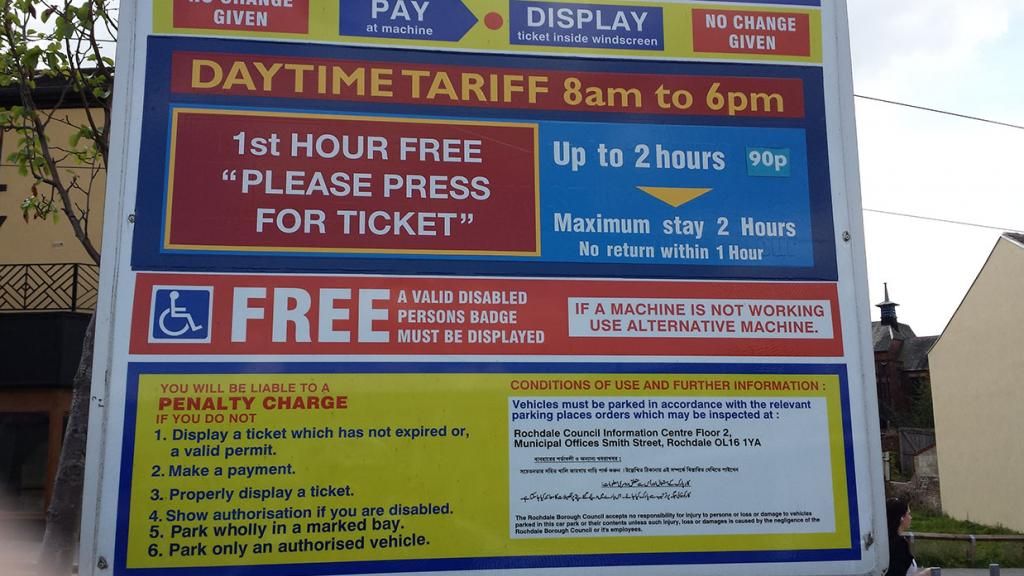 NO CHANGE
GIVEN
PAY
at machine
DISPLAY
ticket inside windscreen
NO CHANGE
GIVEN
DAYTIME TARIFF 8am to 6pm
1st HOUR FREE
“PLEASE PRESS
FOR TICKET”
Up to 2 hours 90p
Maximum stay 2 Hours
No return within 1 Hour
FREE
A VALID DISABLED
PERSONS BADGE
MUST BE DISPLAYED
IF A MACHINE IS NOT WORKING
USE ALTERNATIVE MACHINE.
YOU WILL BE LIABLE TO A
PENALTY CHARGE
IF YOU DO NOT
1. Display a ticket which has not expired or,
a valid permit.
2. Make a payment.
3. Properly display a ticket.
4. Show authorisation if you are disabled.
5. Park wholly in a marked bay.
6. Park only an authorised vehicle.
CONDITIONS OF USE AND FURTHER INFORMATION :
Vehicles must be parked in accordance with the relevant
parking places orders which may be inspected at :
Rochdale Council Information Centre Floor 2,
Municipal Offices Smith Street, Rochdale OL16 1YA
The Rochdale Borough Council accepts no responsibility for injury to persons or loss or damage to vehicles
parked in this car park or their contents unless such injury, loss or damages is caused by the negligence of the
Rochdale Borough Council or it's employees.